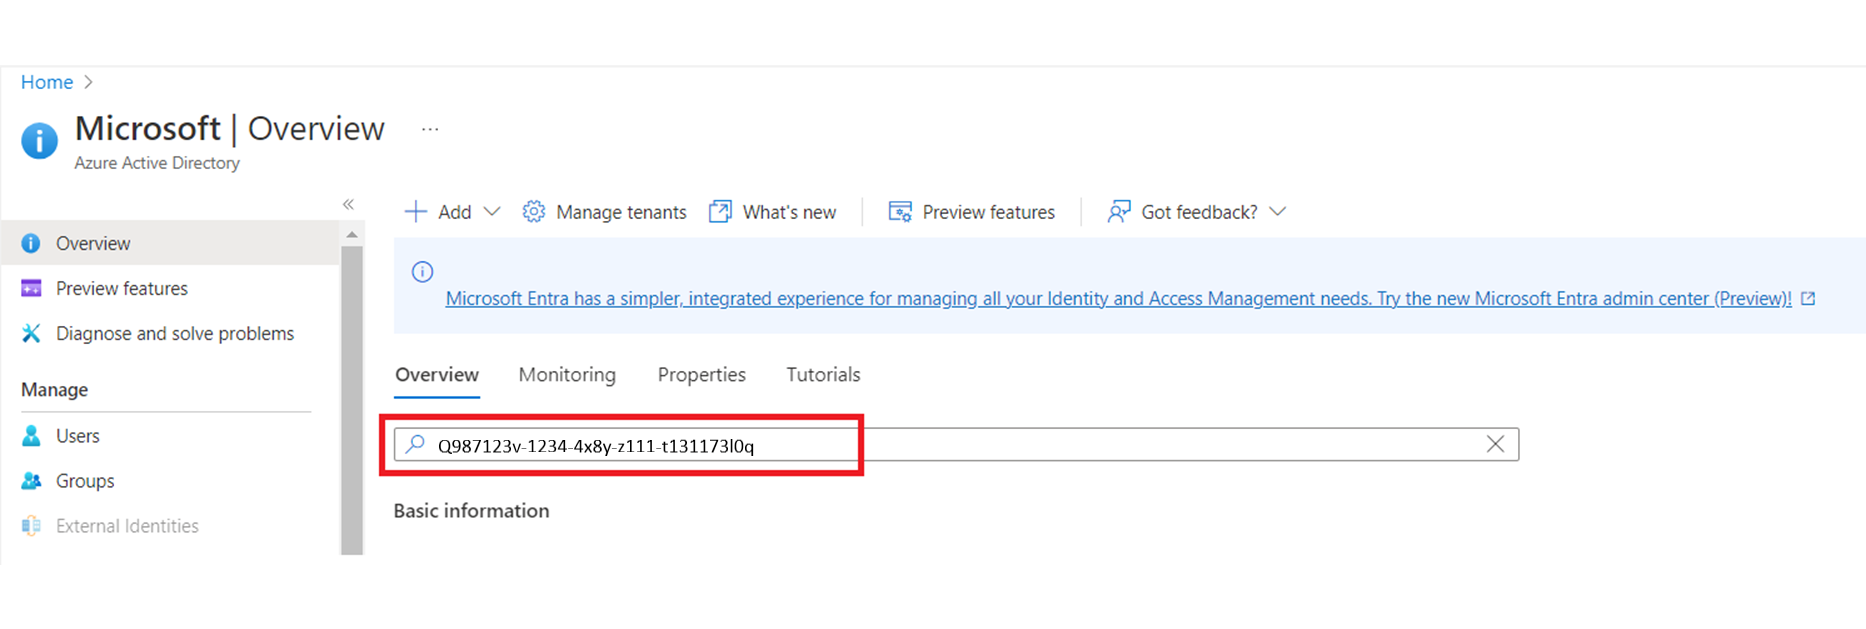 Home
Microsoft | Overview
Azure Active Directory
Overview
Preview features
Diagnose and solve problems
Manage
Users
Groups
External Identities
Add
Manage tenants
What's new
Preview features
Got feedback?
Microsoft Entra has a simpler, integrated experience for managing all your Identity and Access Management needs. Try the new Microsoft Entra admin center (Preview)!
Overview Monitoring Properties Tutorials
Q987123v-1234-4x8y-z111-t131173l0q
Basic information